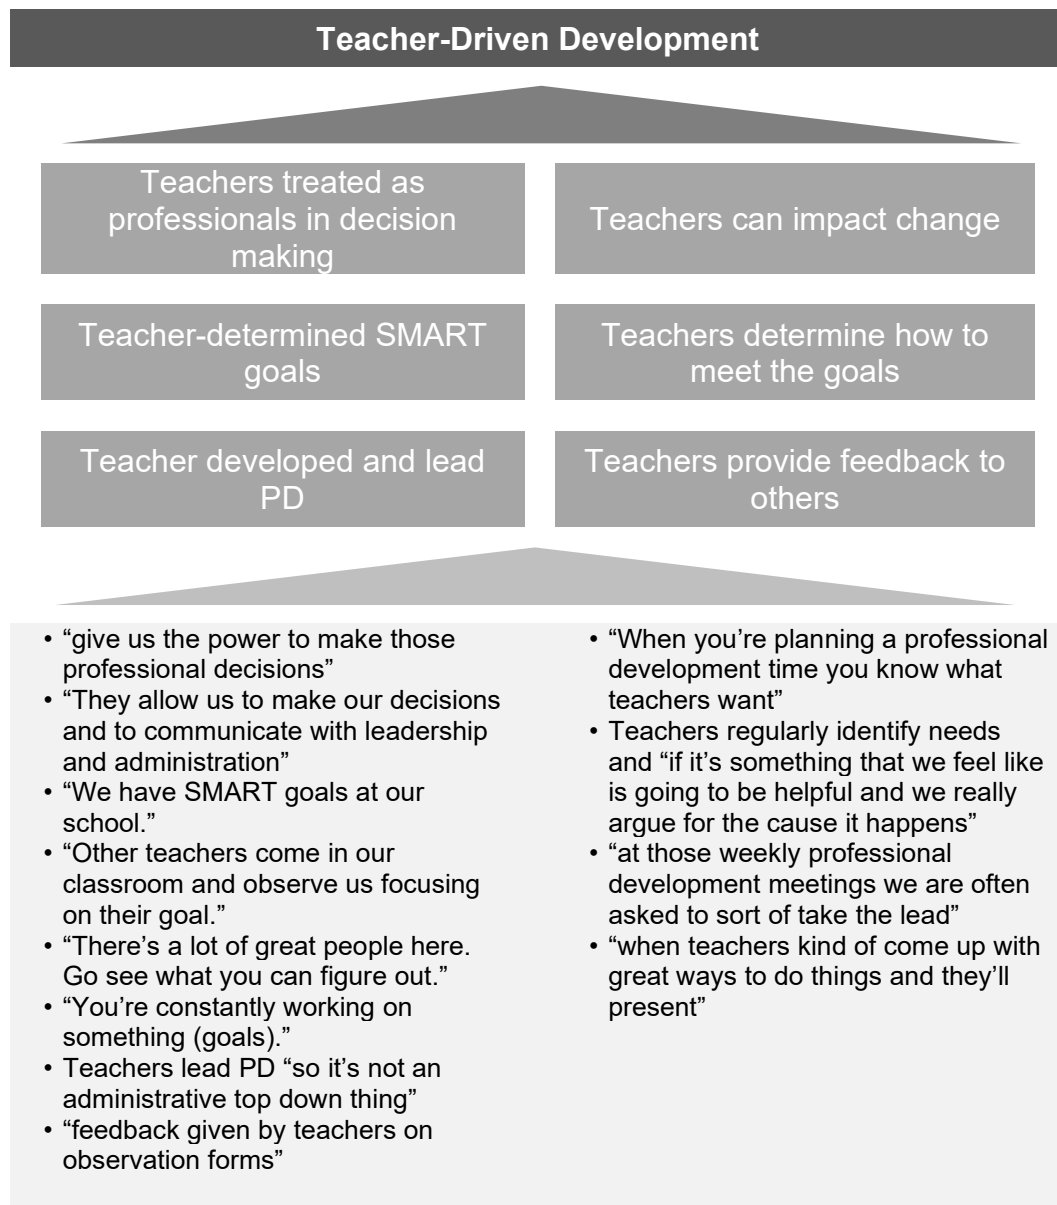 Teacher-Driven Development
Teachers treated as
professionals in decision
making
Teachers can impact change
Teacher-determined SMART
goals
Teachers determine how to
meet the goals
Teacher developed and lead
PD
Teachers provide feedback to
others
• “give us the power to make those
professional decisions”
• “They allow us to make our decisions
and to communicate with leadership
and administration”
• “We have SMART goals at our
school.”
• “Other teachers come in our
classroom and observe us focusing
on their goal.”
• “There’s a lot of great people here.
Go see what you can figure out.”
• “You’re constantly working on
something (goals).”
• Teachers lead PD “so it’s not an
administrative top down thing”
• “feedback given by teachers on
observation forms”
• “When you’re planning a professional
development time you know what
teachers want”
• Teachers regularly identify needs
and “if it’s something that we feel like
is going to be helpful and we really
argue for the cause it happens”
• “at those weekly professional
development meetings we are often
asked to sort of take the lead”
• “when teachers kind of come up with
great ways to do things and they’ll
present”